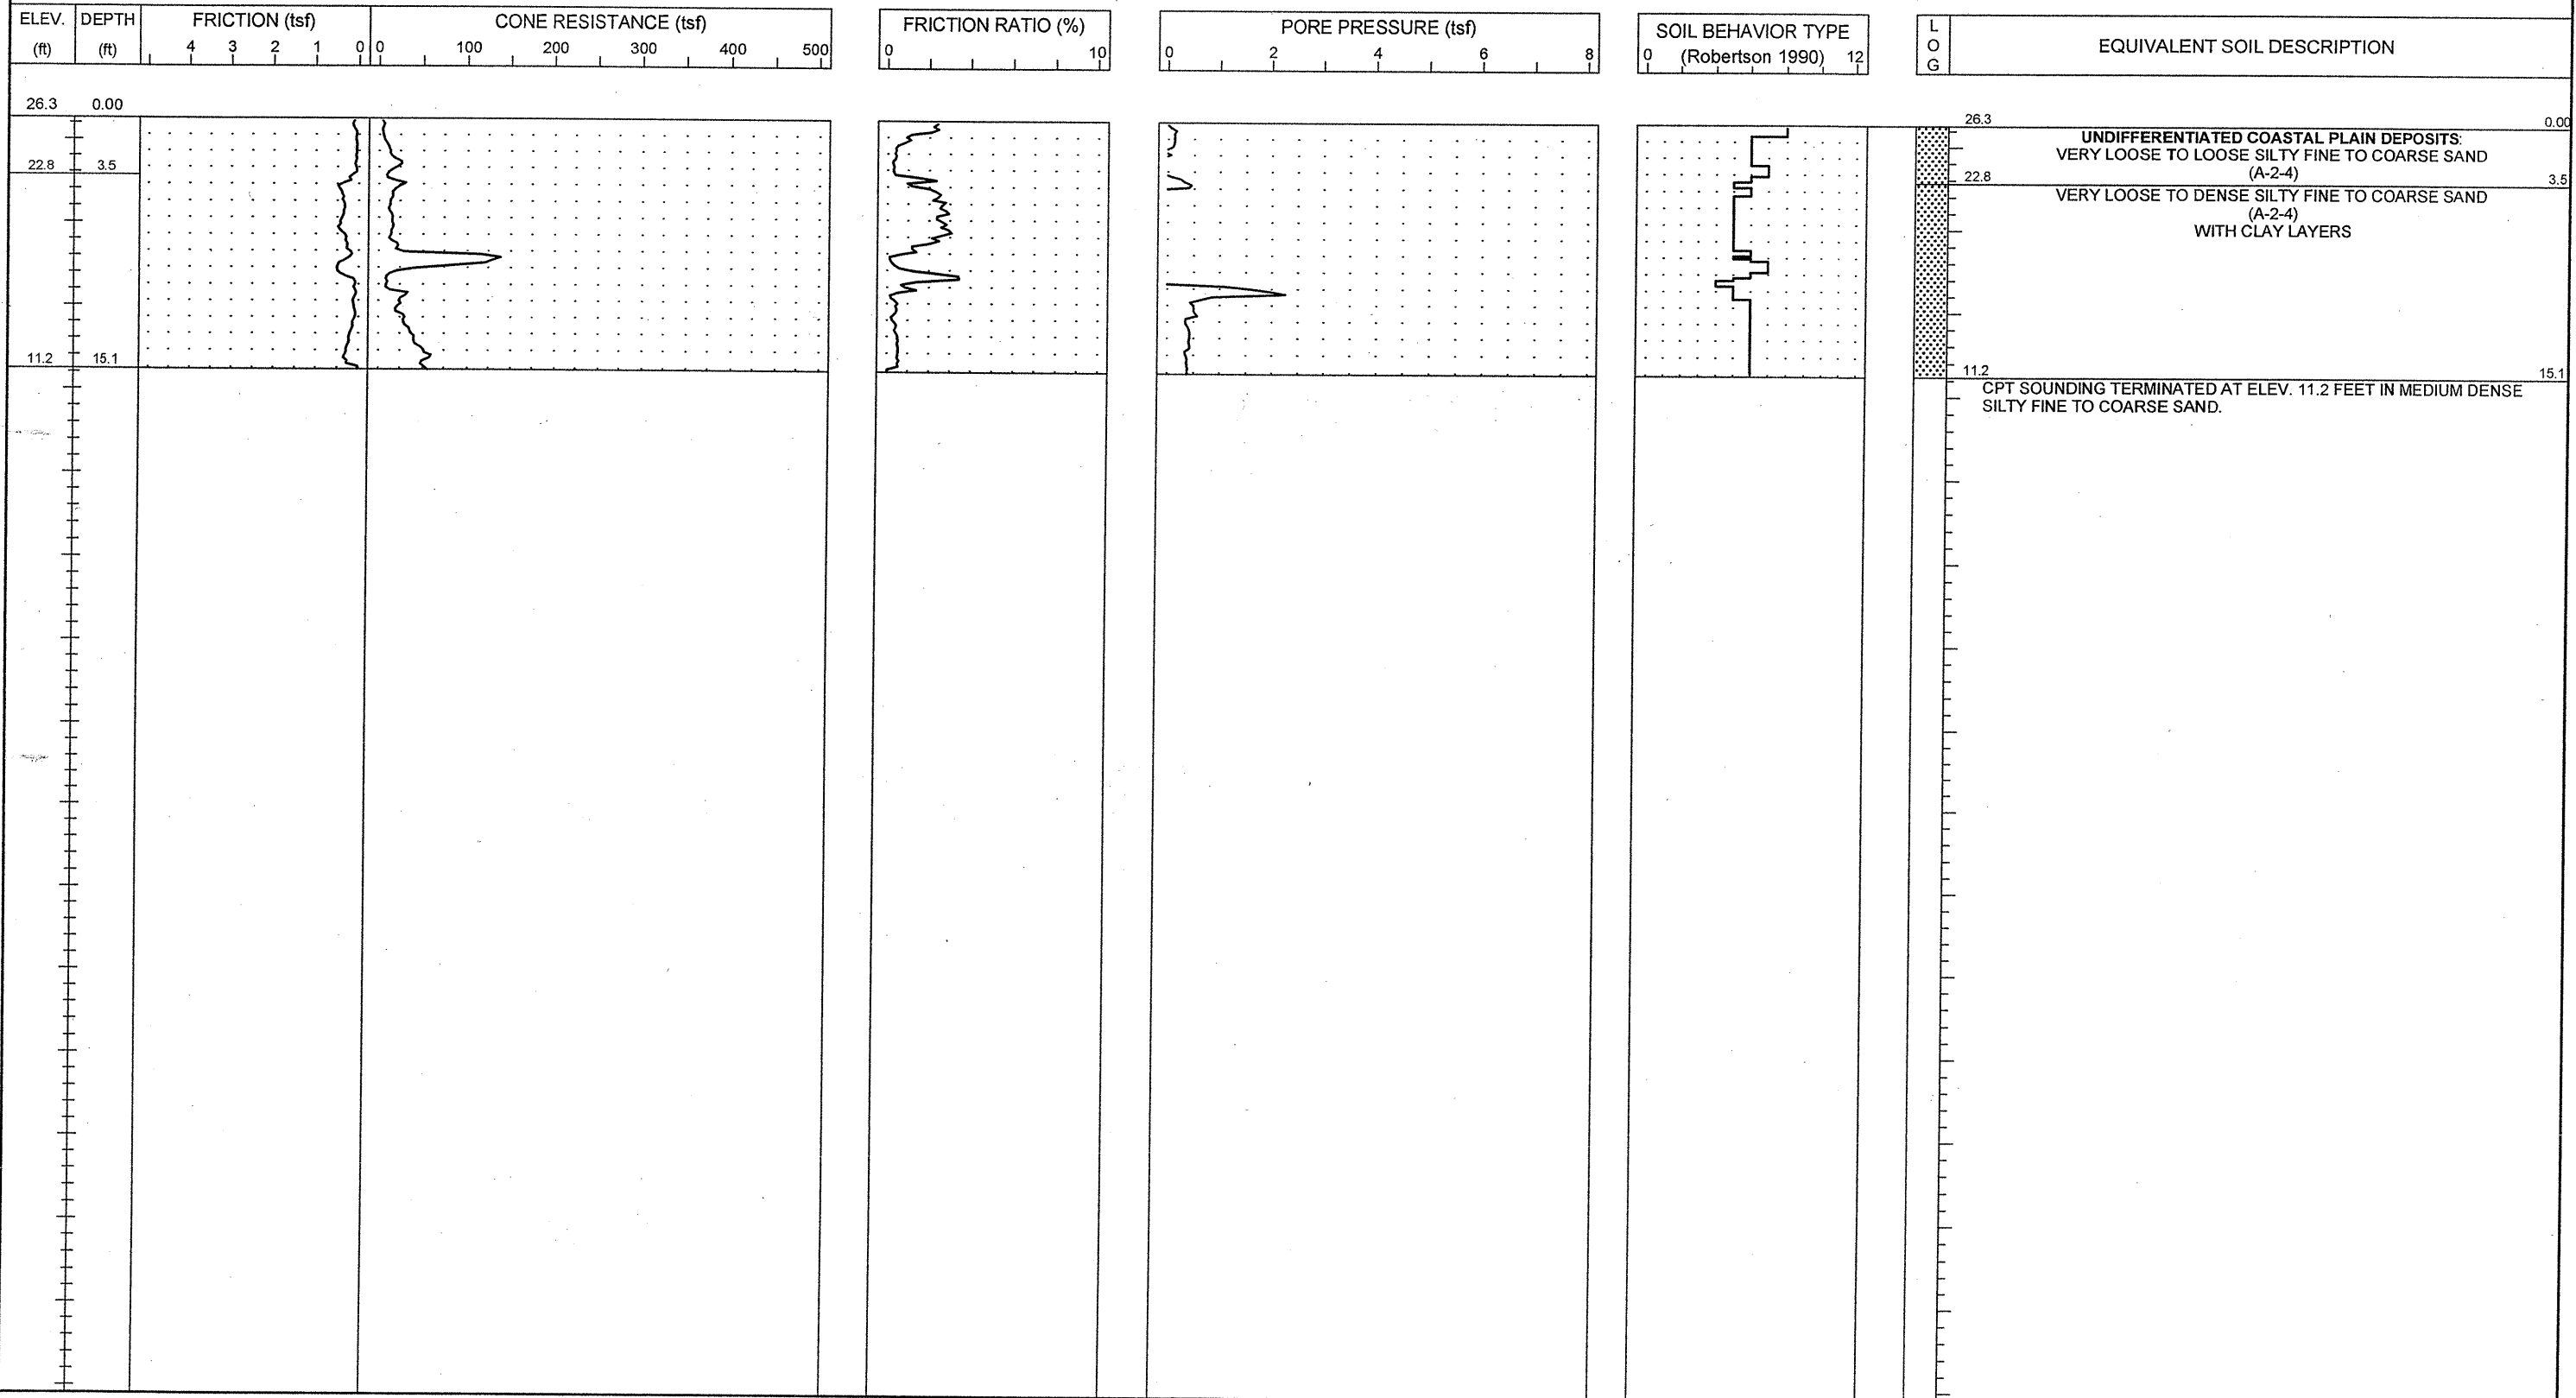 ELEV.
(ft)
DEPTH
(ft)
FRICTION (tsf)
4 3 2 1 0
CONE RESISTANCE (tsf)
0 100 200 300 400 500
FRICTION RATIO (%)
0 10
PORE PRESSURE (tsf)
0 2 4 6 8
SOIL BEHAVIOR TYPE
0 (Robertson 1990) 12
L
O
G
EQUIVALENT SOIL DESCRIPTION
26.3 0.00
22.8 3.5
11.2 15.1
26.3 0.00
UNDIFFERENTIATED COASTAL PLAIN DEPOSITS:
VERY LOOSE TO LOOSE SILTY FINE TO COARSE SAND
(A-2-4)
22.8 3.5
VERY LOOSE TO DENSE SILTY FINE TO COARSE SAND
(A-2-4)
WITH CLAY LAYERS
11.2 15.1
CPT SOUNDING TERMINATED AT ELEV. 11.2 FEET IN MEDIUM DENSE
SILTY FINE TO COARSE SAND.